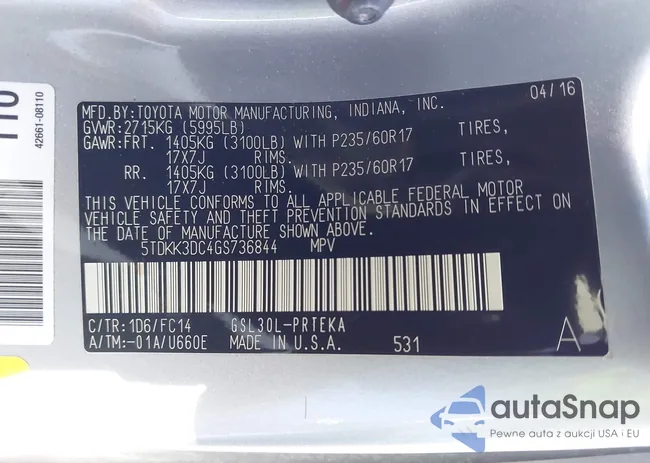 110
42661-08110
MFD.BY:TOYOTA MOTOR MANUFACTURING, INDIANA, INC. 04/16
GVWR:2715KG (5995LB)
GAWR:FRT. 1405KG (3100LB) WITH P235/60R17 TIRES,
17X7J RIMS.
RR. 1405KG (3100LB) WITH P235/60R17 TIRES,
17X7J RIMS.
THIS VEHICLE CONFORMS TO ALL APPLICABLE FEDERAL MOTOR
VEHICLE SAFETY AND THEFT PREVENTION STANDARDS IN EFFECT ON
THE DATE OF MANUFACTURE SHOWN ABOVE.
5TDKK3DC4GS736844 MPV
C/TR:1D6/FC14 GSL30L-PRTEKA
A/TM:-01A/U660E MADE IN U.S.A. 531 A
autaSnap
Pewne auta z aukcji USA i EU